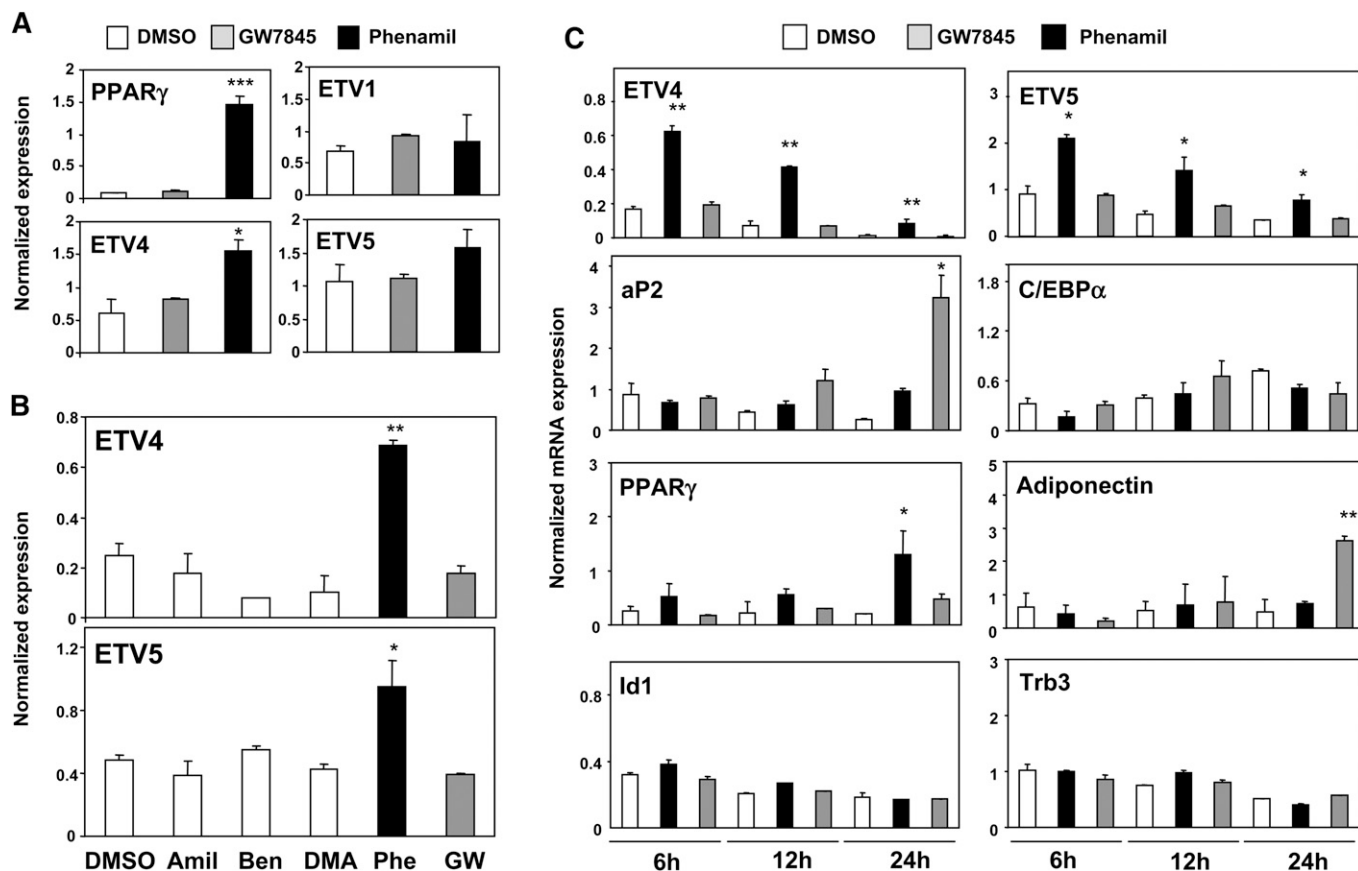 A
DMSO GW7845 Phenamil
Normalized expression
PPARγ
2
1.5
1
0.5
0
***
ETV1
2
1.5
1
0.5
0
ETV4
2
1.5
1
0.5
0
*
ETV5
2
1.5
1
0.5
0
B
Normalized expression
ETV4
0.8
0.6
0.4
0.2
0
**
ETV5
1.2
0.8
0.4
0
*
DMSO Amil Ben DMA Phe GW
C
DMSO GW7845 Phenamil
Normalized mRNA expression
ETV4
0.8
0.6
0.4
0.2
0
** ** **
ETV5
3
2
1
0
* * *
aP2
4
3
2
1
0
*
C/EBPα
1.8
1.2
0.6
0
PPARγ
3
2
1
0
*
Adiponectin
5
4
3
2
1
0
**
Id1
0.8
0.4
0
Trb3
3
2
1
0
6h 12h 24h
6h 12h 24h